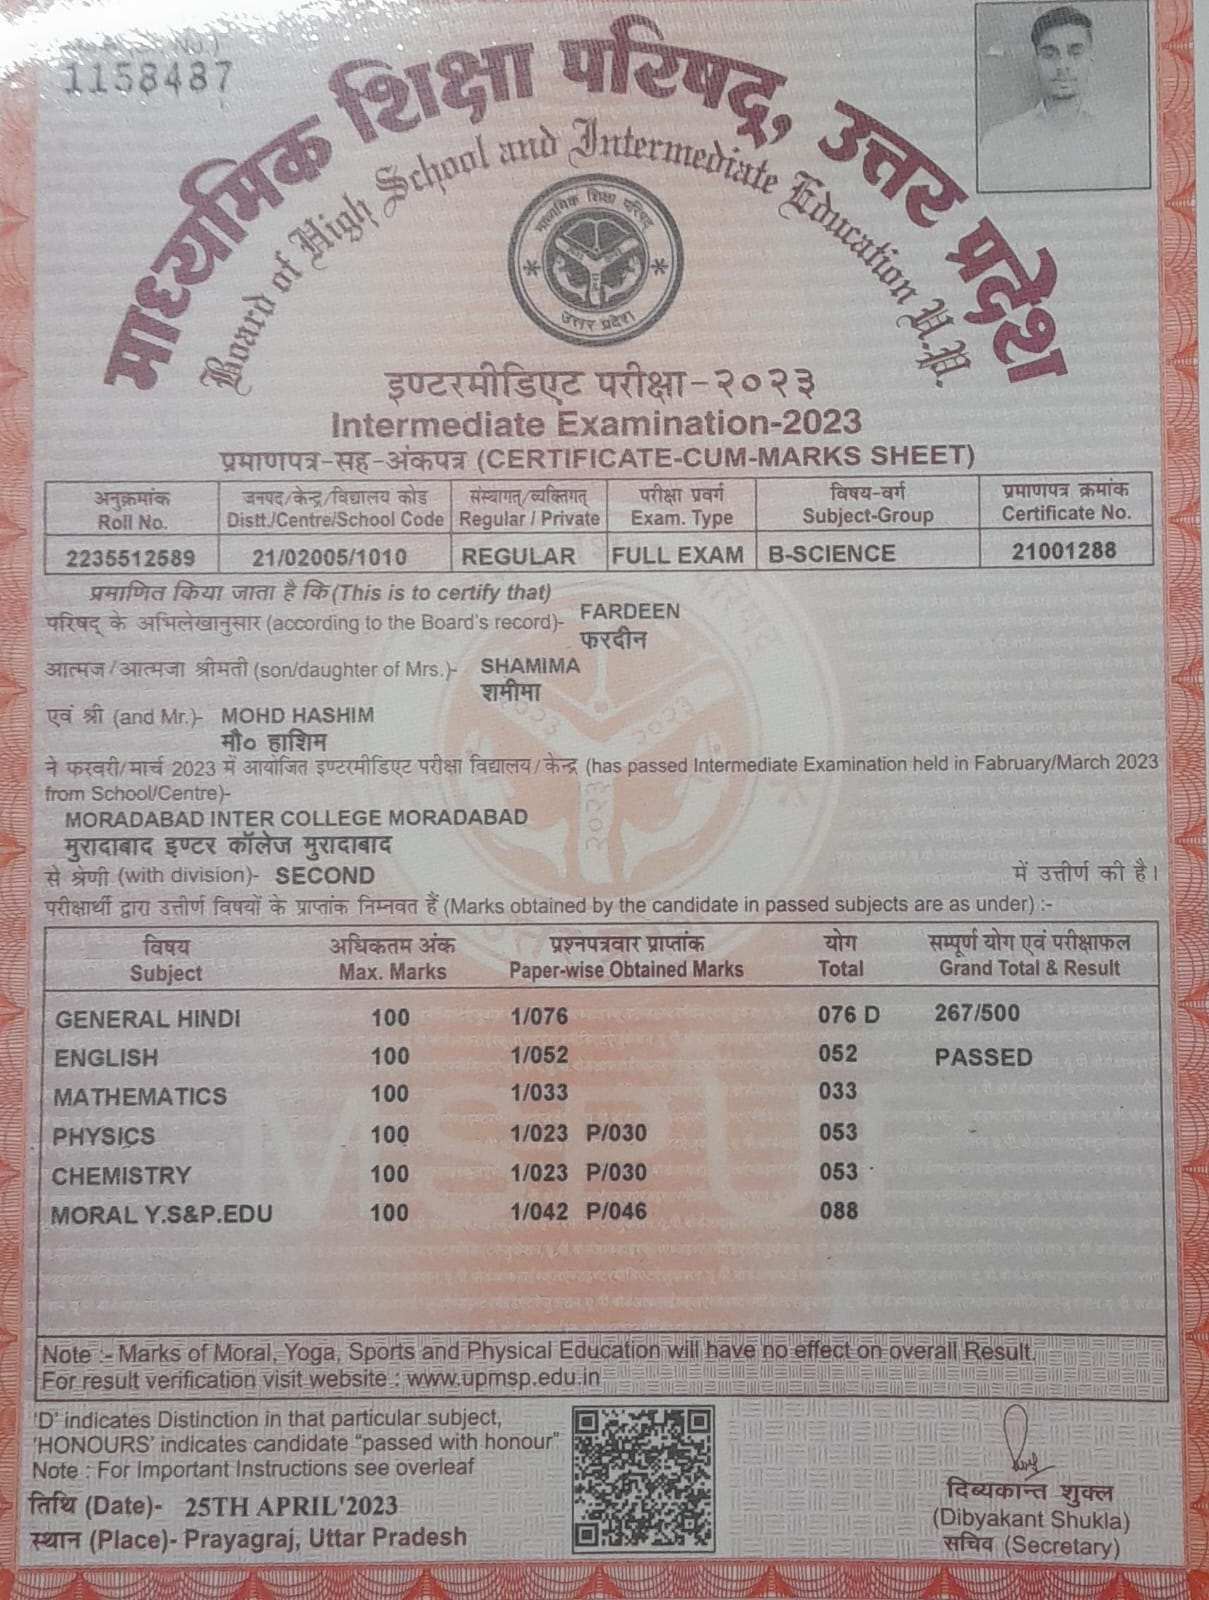 1158487
माध्यमिक शिक्षा परिषद्, उत्तर प्रदेश
Board of High School and Intermediate Education U.P.
माध्यमिक शिक्षा परिषद
उत्तर प्रदेश
इण्टरमीडिएट परीक्षा-२०२३
Intermediate Examination-2023
प्रमाणपत्र-सह-अंकपत्र (CERTIFICATE-CUM-MARKS SHEET)
अनुक्रमांक जनपद/केन्द्र/विद्यालय कोड संस्थागत्/व्यक्तिगत् परीक्षा प्रवर्ग विषय-वर्ग प्रमाणपत्र क्रमांक
Roll No. Distt./Centre/School Code Regular / Private Exam. Type Subject-Group Certificate No.
2235512589 21/02005/1010 REGULAR FULL EXAM B-SCIENCE 21001288
प्रमाणित किया जाता है कि (This is to certify that)
परिषद् के अभिलेखानुसार (according to the Board's record)- FARDEEN
फरदीन
आत्मज/आत्मजा श्रीमती (son/daughter of Mrs.)- SHAMIMA
शमीमा
एवं श्री (and Mr.)- MOHD HASHIM
मौ० हाशिम
ने फरवरी/मार्च 2023 में आयोजित इण्टरमीडिएट परीक्षा विद्यालय/केन्द्र (has passed Intermediate Examination held in Fabruary/March 2023
from School/Centre)-
MORADABAD INTER COLLEGE MORADABAD
मुरादाबाद इण्टर कॉलेज मुरादाबाद
से श्रेणी (with division)- SECOND में उत्तीर्ण की है।
परीक्षार्थी द्वारा उत्तीर्ण विषयों के प्राप्तांक निम्नवत हैं (Marks obtained by the candidate in passed subjects are as under) :-
विषय अधिकतम अंक प्रश्नपत्रवार प्राप्तांक योग सम्पूर्ण योग एवं परीक्षाफल
Subject Max. Marks Paper-wise Obtained Marks Total Grand Total & Result
GENERAL HINDI 100 1/076 076 D 267/500
ENGLISH 100 1/052 052 PASSED
MATHEMATICS 100 1/033 033
PHYSICS 100 1/023 P/030 053
CHEMISTRY 100 1/023 P/030 053
MORAL Y.S&P.EDU 100 1/042 P/046 088
Note :- Marks of Moral, Yoga, Sports and Physical Education will have no effect on overall Result.
For result verification visit website : www.upmsp.edu.in
'D' indicates Distinction in that particular subject,
'HONOURS' indicates candidate "passed with honour"
Note : For Important Instructions see overleaf
तिथि (Date)- 25TH APRIL'2023
स्थान (Place)- Prayagraj, Uttar Pradesh
दिब्यकान्त शुक्ल
(Dibyakant Shukla)
सचिव (Secretary)